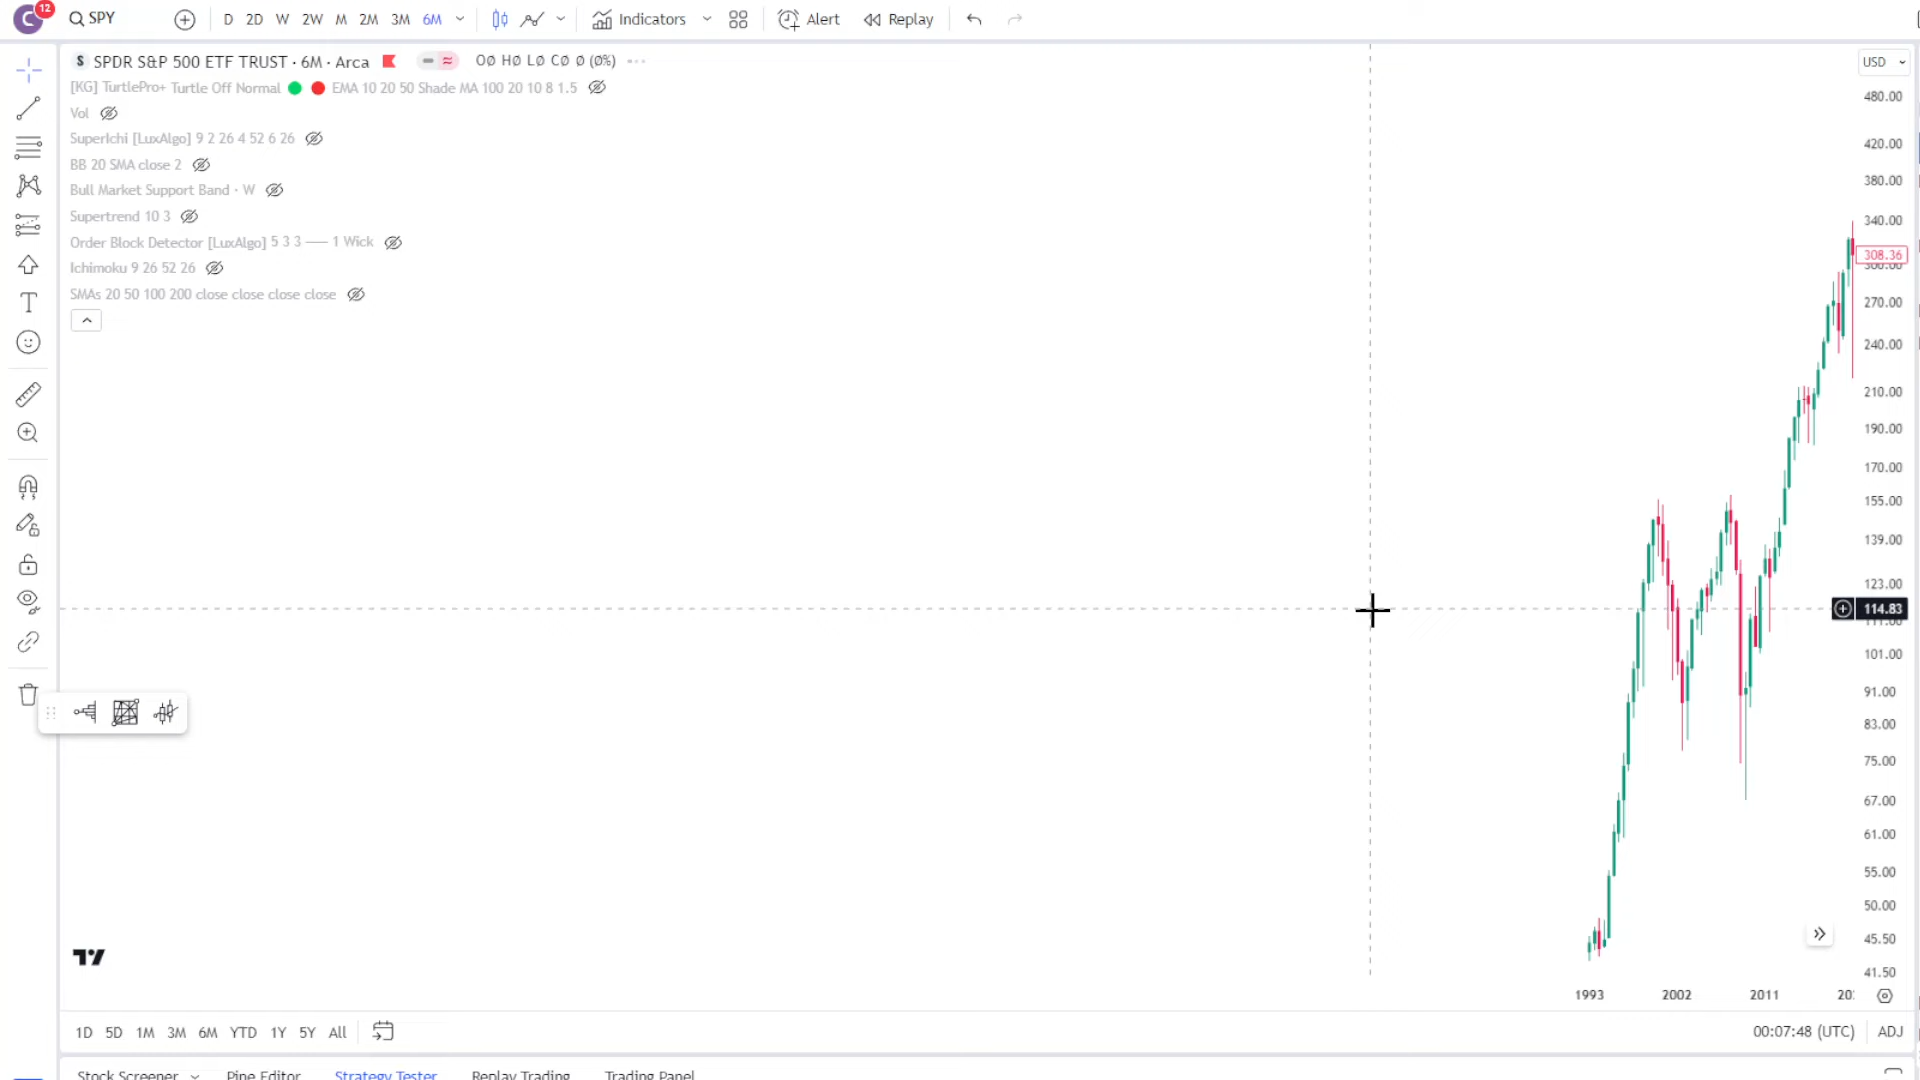 C 12 SPY D 2D W 2W M 2M 3M 6M Indicators Alert Replay
S SPDR S&P 500 ETF TRUST · 6M · Arca O∅ H∅ L∅ C∅ ∅ (0%) USD
[KG] TurtlePro+ Turtle Off Normal EMA 10 20 50 Shade MA 100 20 10 8 1.5
Vol
SuperIchi [LuxAlgo] 9 2 26 4 52 6 26
BB 20 SMA close 2
Bull Market Support Band · W
Supertrend 10 3
Order Block Detector [LuxAlgo] 5 3 3 —— 1 Wick
Ichimoku 9 26 52 26
SMAs 20 50 100 200 close close close close
480.00
420.00
380.00
340.00
308.36
300.00
270.00
240.00
210.00
190.00
170.00
155.00
139.00
123.00
114.83
111.00
101.00
91.00
83.00
75.00
67.00
61.00
55.00
50.00
45.50
41.50
1993 2002 2011
1D 5D 1M 3M 6M YTD 1Y 5Y All 00:07:48 (UTC) ADJ
Stock Screener Pine Editor Strategy Tester Replay Trading Trading Panel